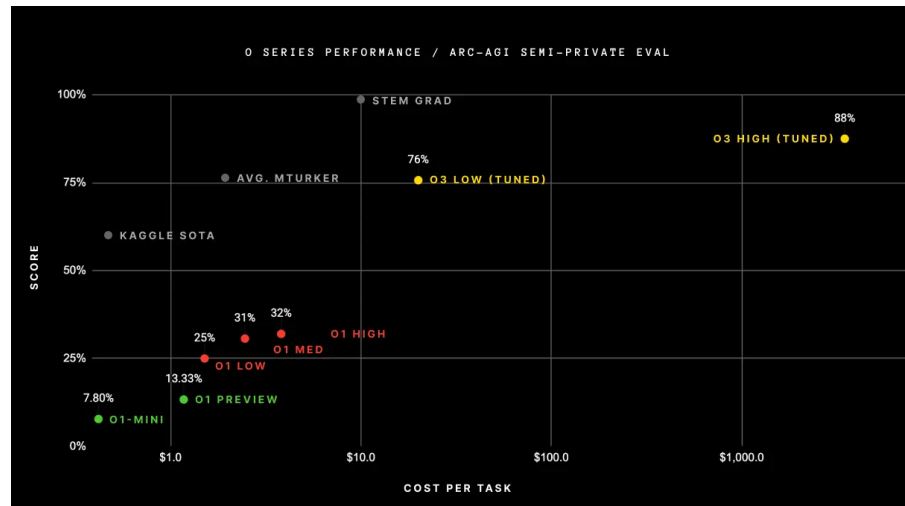 O SERIES PERFORMANCE / ARC-AGI SEMI-PRIVATE EVAL
100%
STEM GRAD
88%
O3 HIGH (TUNED)
76%
O3 LOW (TUNED)
AVG. MTURKER
75%
KAGGLE SOTA
SCORE
50%
31%
32%
O1 HIGH
O1 MED
25%
O1 LOW
25%
13.33%
O1 PREVIEW
7.80%
O1-MINI
0%
$1.0
$10.0
$100.0
$1,000.0
COST PER TASK